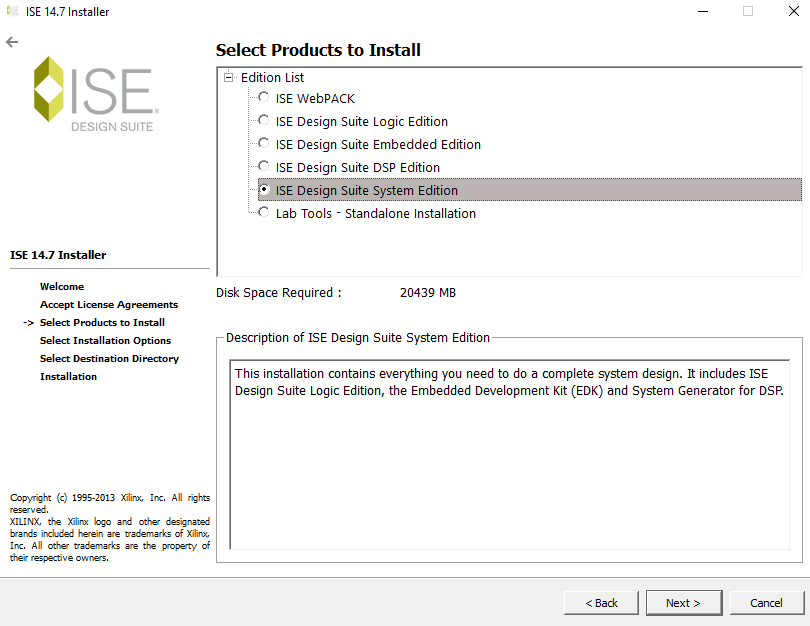 ISE 14.7 Installer
ISE
DESIGN SUITE
ISE 14.7 Installer
Welcome
Accept License Agreements
-> Select Products to Install
Select Installation Options
Select Destination Directory
Installation
Copyright (c) 1995-2013 Xilinx, Inc. All rights
reserved.
XILINX, the Xilinx logo and other designated
brands included herein are trademarks of Xilinx,
Inc. All other trademarks are the property of
their respective owners.
Select Products to Install
Edition List
ISE WebPACK
ISE Design Suite Logic Edition
ISE Design Suite Embedded Edition
ISE Design Suite DSP Edition
ISE Design Suite System Edition
Lab Tools - Standalone Installation
Disk Space Required : 20439 MB
Description of ISE Design Suite System Edition
This installation contains everything you need to do a complete system design. It includes ISE
Design Suite Logic Edition, the Embedded Development Kit (EDK) and System Generator for DSP.
< Back Next > Cancel